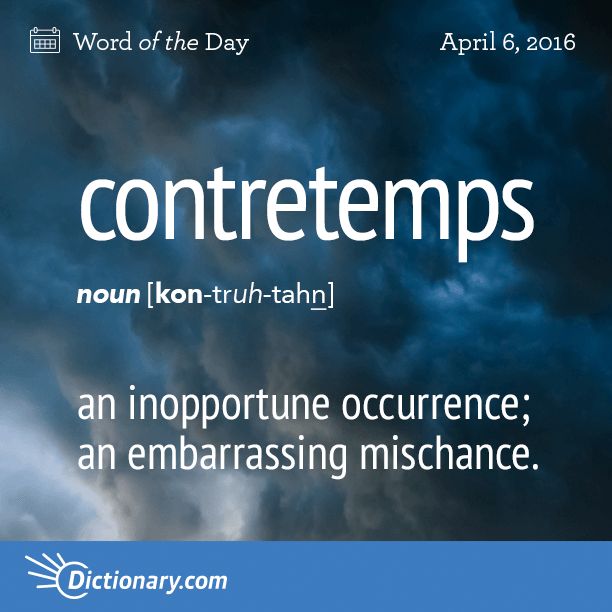 Word of the Day
April 6, 2016
contretemps
noun [kon-truh-tahn]
an inopportune occurrence;
an embarrassing mischance.
Dictionary.com